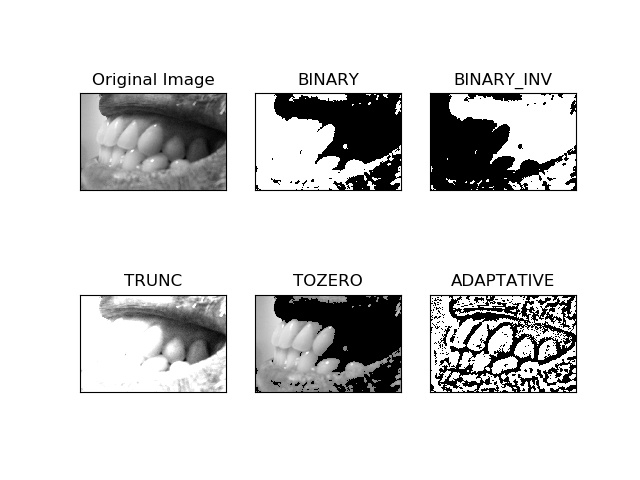 Original Image
BINARY
BINARY_INV
TRUNC
TOZERO
ADAPTATIVE